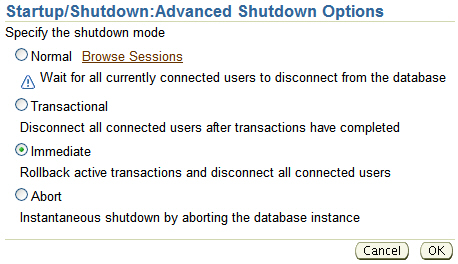 Startup/Shutdown:Advanced Shutdown Options
Specify the shutdown mode
Normal Browse Sessions
Wait for all currently connected users to disconnect from the database
Transactional
Disconnect all connected users after transactions have completed
Immediate
Rollback active transactions and disconnect all connected users
Abort
Instantaneous shutdown by aborting the database instance
Cancel OK